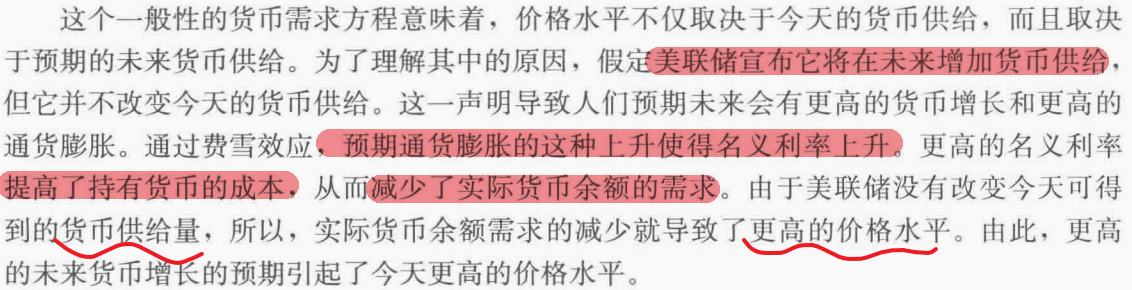 这个一般性的货币需求方程意味着，价格水平不仅取决于今天的货币供给，而且取决
于预期的未来货币供给。为了理解其中的原因，假定美联储宣布它将在未来增加货币供给，
但它并不改变今天的货币供给。这一声明导致人们预期未来会有更高的货币增长和更高的
通货膨胀。通过费雪效应，预期通货膨胀的这种上升使得名义利率上升。更高的名义利率
提高了持有货币的成本，从而减少了实际货币余额的需求。由于美联储没有改变今天可得
到的货币供给量，所以，实际货币余额需求的减少就导致了更高的价格水平。由此，更高
的未来货币增长的预期引起了今天更高的价格水平。